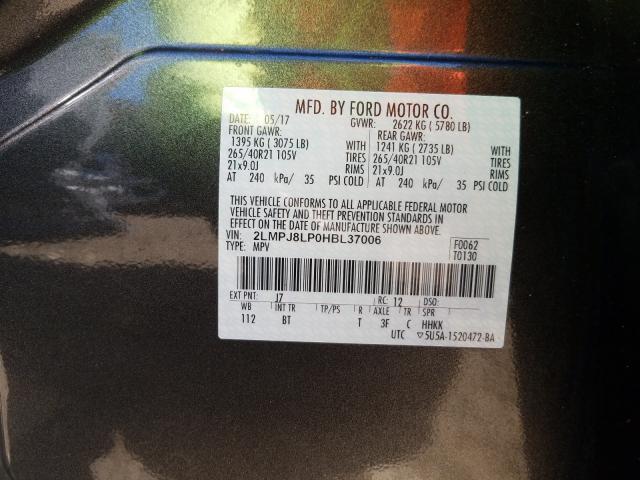 MFD. BY FORD MOTOR CO.
DATE: 05/17 GVWR: 2622 KG ( 5780 LB)
FRONT GAWR: REAR GAWR:
1395 KG ( 3075 LB) WITH 1241 KG ( 2735 LB) WITH
265/40R21 105V TIRES 265/40R21 105V TIRES
21x9.0J RIMS 21x9.0J RIMS
AT 240 kPa/ 35 PSI COLD AT 240 kPa/ 35 PSI COLD
THIS VEHICLE CONFORMS TO ALL APPLICABLE FEDERAL MOTOR
VEHICLE SAFETY AND THEFT PREVENTION STANDARDS IN
EFFECT ON THE DATE OF MANUFACTURE SHOWN ABOVE.
VIN: 2LMPJ8LP0HBL37006 F0062
TYPE: MPV T0130
EXT PNT: J7 RC: 12 DSO:
WB INT TR TP/PS R AXLE TR SPR
112 BT T 3F C HHKK
UTC ▽5U5A-1520472-BA